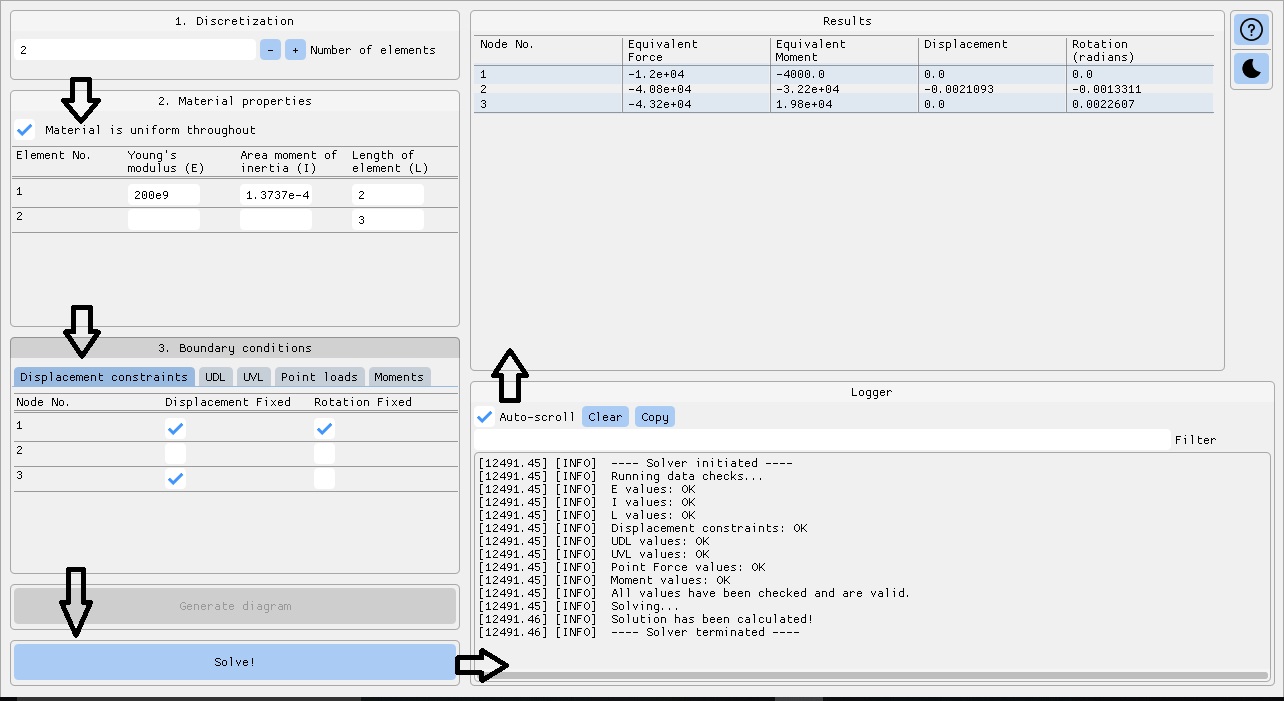 1. Discretization
2 - + Number of elements
2. Material properties
Material is uniform throughout
Element No. Young's modulus (E) Area moment of inertia (I) Length of element (L)
1 200e9 1.3737e-4 2
2 3
3. Boundary conditions
Displacement constraints UDL UVL Point loads Moments
Node No. Displacement Fixed Rotation Fixed
1
2
3
Generate diagram
Solve!
Results
Node No. Equivalent Force Equivalent Moment Displacement Rotation (radians)
1 -1.2e+04 -4000.0 0.0 0.0
2 -4.08e+04 -3.22e+04 -0.0021093 -0.0013311
3 -4.32e+04 1.98e+04 0.0 0.0022607
?
Logger
Auto-scroll Clear Copy
Filter
[12491.45] [INFO] ---- Solver initiated ----
[12491.45] [INFO] Running data checks...
[12491.45] [INFO] E values: OK
[12491.45] [INFO] I values: OK
[12491.45] [INFO] L values: OK
[12491.45] [INFO] Displacement constraints: OK
[12491.45] [INFO] UDL values: OK
[12491.45] [INFO] UVL values: OK
[12491.45] [INFO] Point Force values: OK
[12491.45] [INFO] Moment values: OK
[12491.45] [INFO] All values have been checked and are valid.
[12491.45] [INFO] Solving...
[12491.46] [INFO] Solution has been calculated!
[12491.46] [INFO] ---- Solver terminated ----